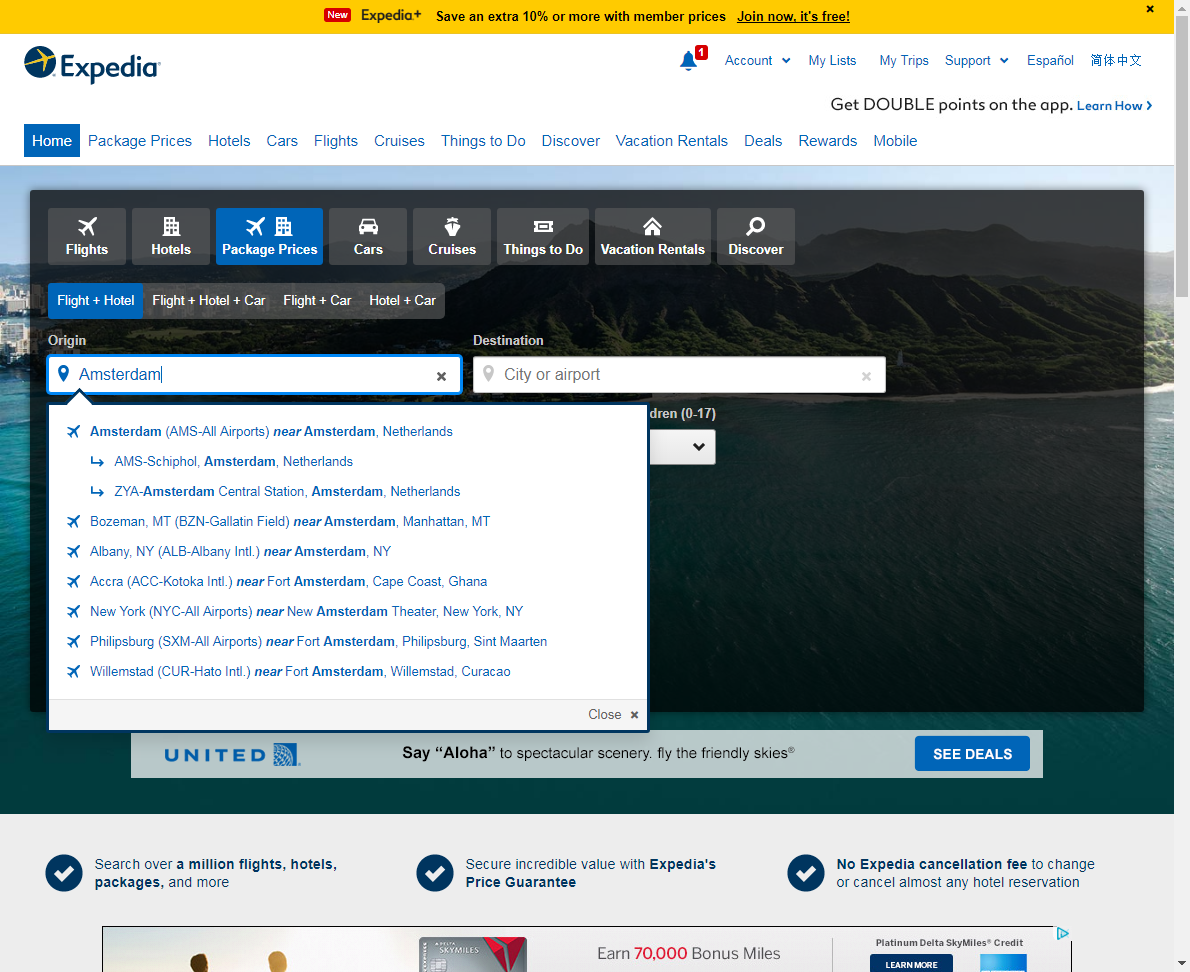 New Expedia+ Save an extra 10% or more with member prices Join now, it's free!
Expedia
1
Account My Lists My Trips Support Español 简体中文
Get DOUBLE points on the app. Learn How
Home Package Prices Hotels Cars Flights Cruises Things to Do Discover Vacation Rentals Deals Rewards Mobile
Flights Hotels Package Prices Cars Cruises Things to Do Vacation Rentals Discover
Flight + Hotel Flight + Hotel + Car Flight + Car Hotel + Car
Origin Destination
Amsterdam City or airport
dren (0-17)
Amsterdam (AMS-All Airports) near Amsterdam, Netherlands
AMS-Schiphol, Amsterdam, Netherlands
ZYA-Amsterdam Central Station, Amsterdam, Netherlands
Bozeman, MT (BZN-Gallatin Field) near Amsterdam, Manhattan, MT
Albany, NY (ALB-Albany Intl.) near Amsterdam, NY
Accra (ACC-Kotoka Intl.) near Fort Amsterdam, Cape Coast, Ghana
New York (NYC-All Airports) near New Amsterdam Theater, New York, NY
Philipsburg (SXM-All Airports) near Fort Amsterdam, Philipsburg, Sint Maarten
Willemstad (CUR-Hato Intl.) near Fort Amsterdam, Willemstad, Curacao
Close
UNITED Say “Aloha” to spectacular scenery. fly the friendly skies® SEE DEALS
Search over a million flights, hotels,
packages, and more
Secure incredible value with Expedia's
Price Guarantee
No Expedia cancellation fee to change
or cancel almost any hotel reservation
DELTA
SKYMILES
Earn 70,000 Bonus Miles
Platinum Delta SkyMiles® Credit
LEARN MORE